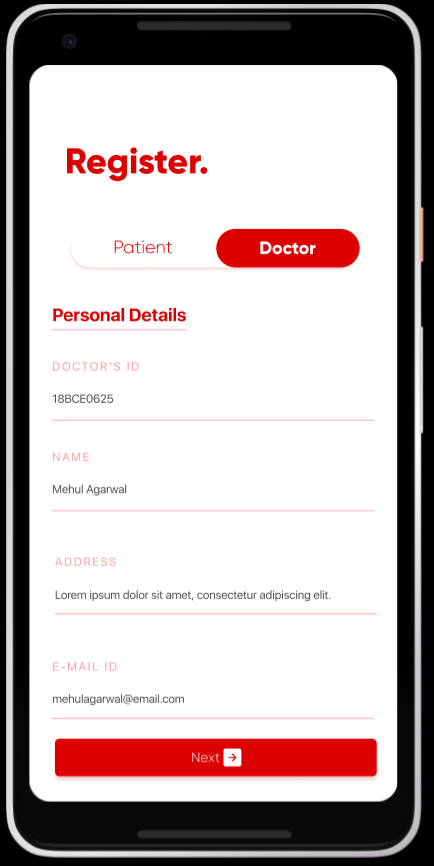 Register.
Patient Doctor
Personal Details
DOCTOR'S ID
18BCE0625
NAME
Mehul Agarwal
ADDRESS
Lorem ipsum dolor sit amet, consectetur adipiscing elit.
E-MAIL ID
mehulagarwal@email.com
Next